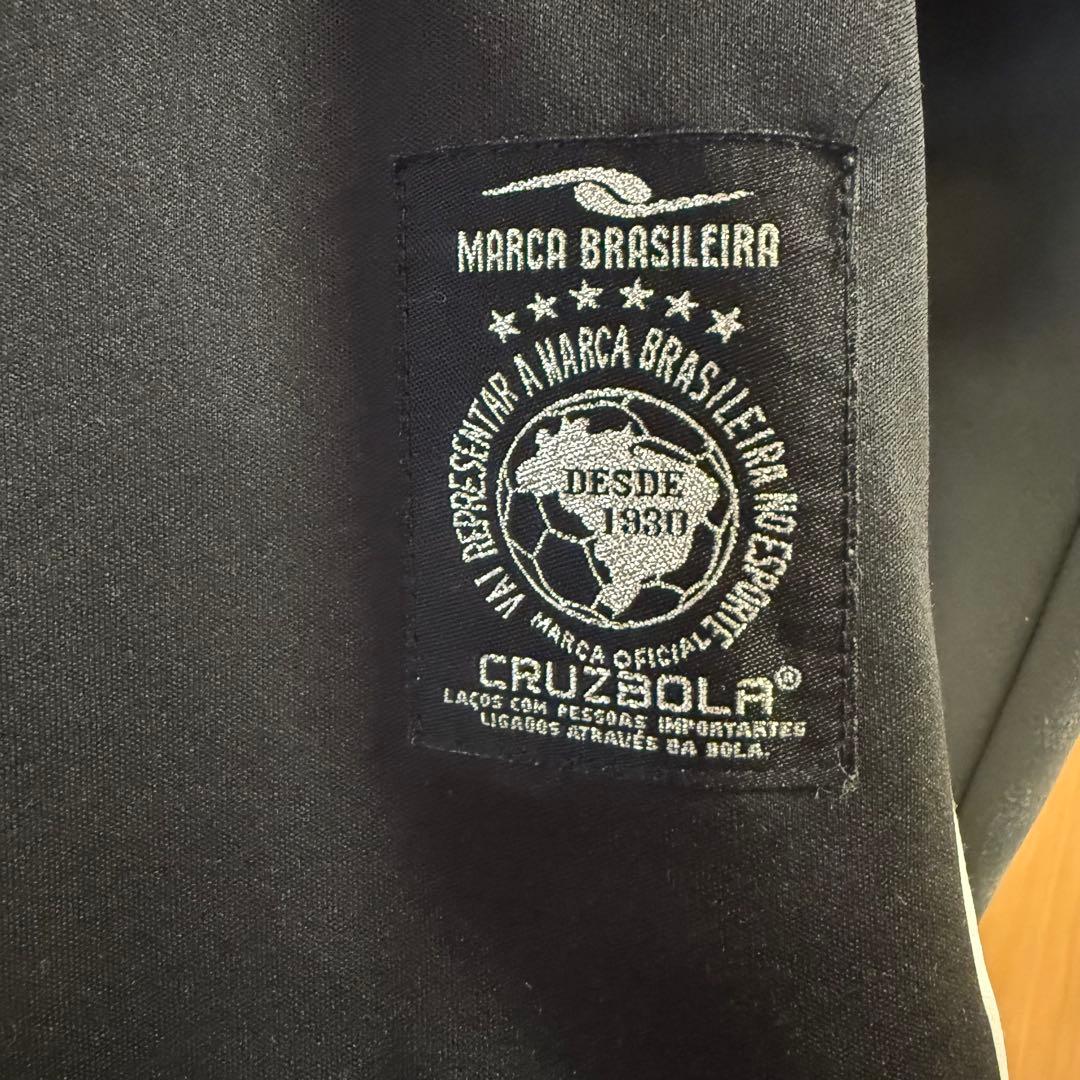 MARCA BRASILEIRA
VAI REPRESENTAR A MARCA BRASILEIRA NO ESPORTE
DESDE
1930
MARCA OFICIAL
CRUZBOLA®
LAÇOS COM PESSOAS IMPORTANTES
LIGADOS ATRAVÉS DA BOLA.